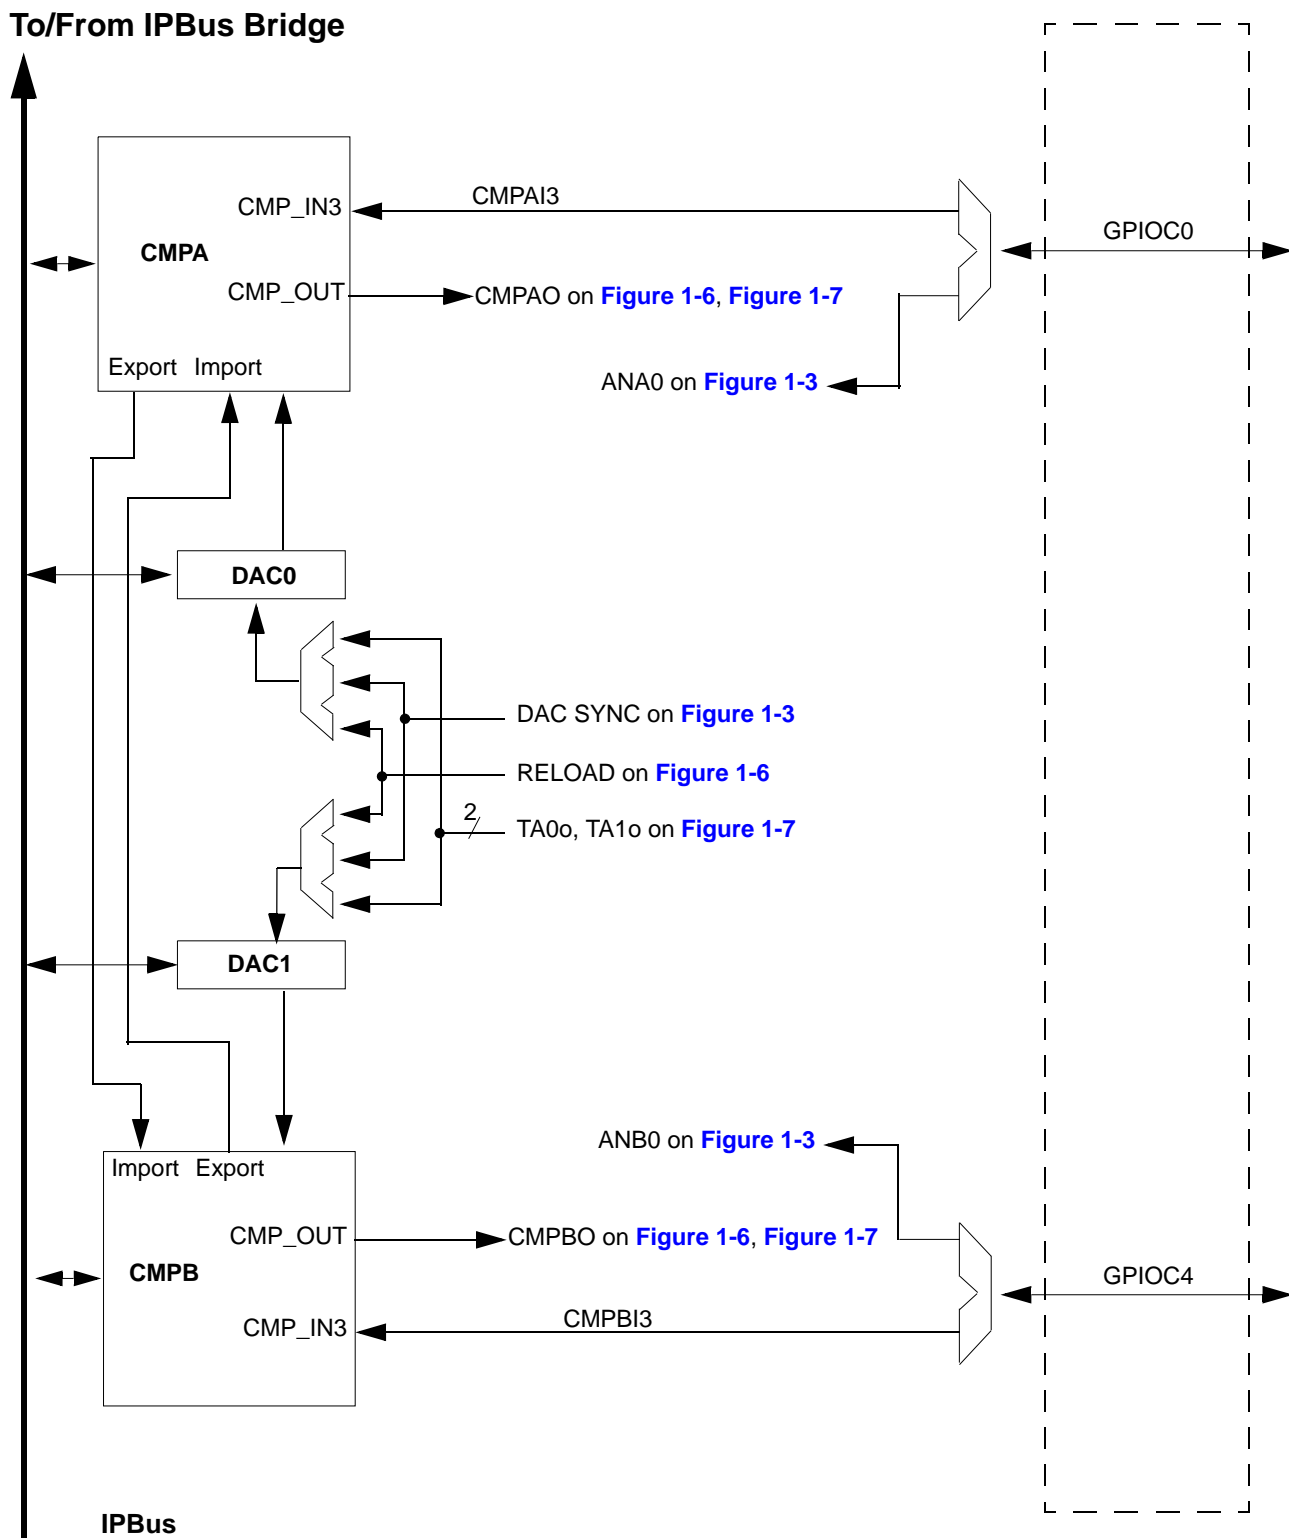 To/From IPBus Bridge
CMP_IN3
CMPAI3
CMPA
GPIOC0
CMP_OUT
CMPAO on Figure 1-6, Figure 1-7
Export Import
ANA0 on Figure 1-3
DAC0
DAC SYNC on Figure 1-3
RELOAD on Figure 1-6
2
TA0o, TA1o on Figure 1-7
DAC1
ANB0 on Figure 1-3
Import Export
CMP_OUT
CMPBO on Figure 1-6, Figure 1-7
CMPB
GPIOC4
CMP_IN3
CMPBI3
IPBus